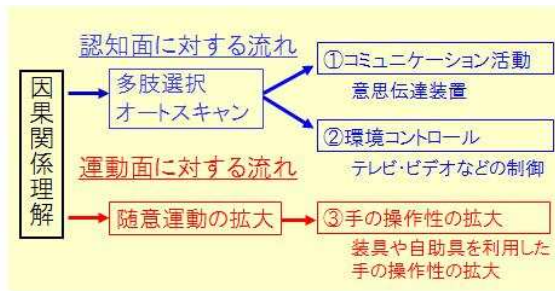 認知面に対する流れ
因果関係理解
多肢選択
オートスキャン
①コミュニケーション活動
意思伝達装置
②環境コントロール
テレビ・ビデオなどの制御
運動面に対する流れ
随意運動の拡大
③手の操作性の拡大
装具や自助具を利用した
手の操作性の拡大